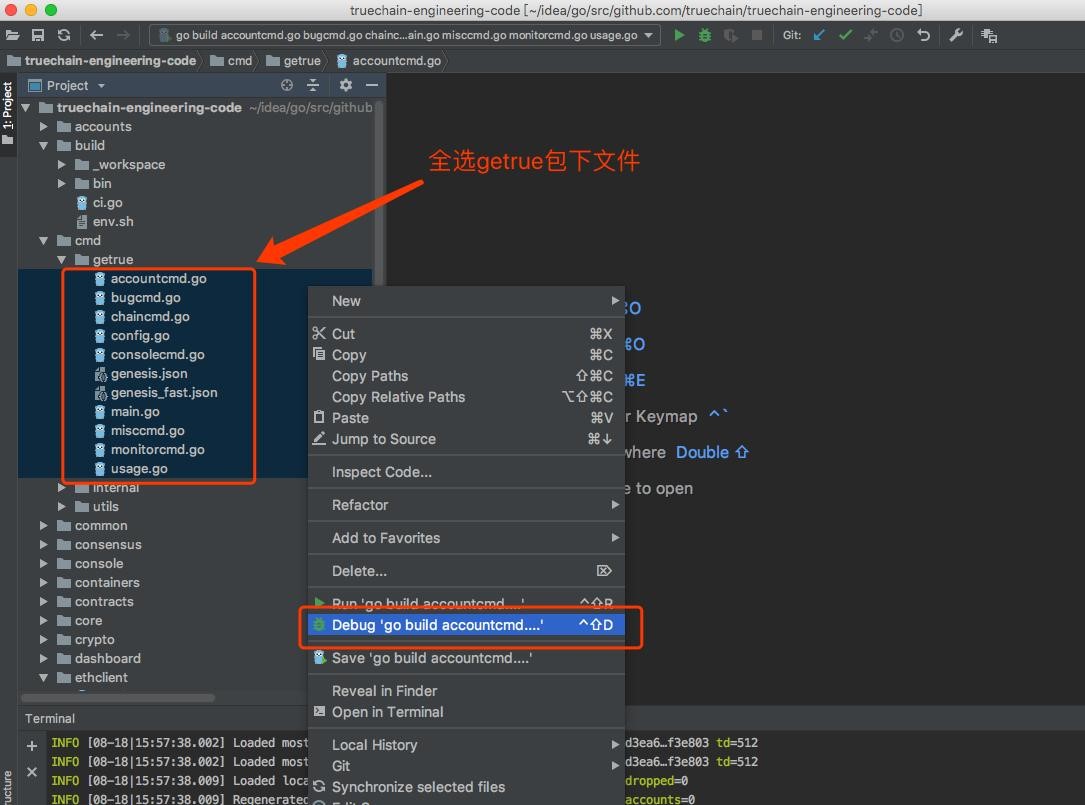 truechain-engineering-code [~/idea/go/src/github.com/truechain/truechain-engineering-code]
go build accountcmd.go bugcmd.go chainc...ain.go misccmd.go monitorcmd.go usage.go
Git:
truechain-engineering-code cmd getrue accountcmd.go
1: Project
Project
truechain-engineering-code ~/idea/go/src/github
accounts
build
_workspace
bin
ci.go
env.sh
cmd
getrue
accountcmd.go
bugcmd.go
chaincmd.go
config.go
consolecmd.go
genesis.json
genesis_fast.json
main.go
misccmd.go
monitorcmd.go
usage.go
internal
utils
common
consensus
console
containers
contracts
core
crypto
dashboard
ethclient
全选getrue包下文件
New
Cut ⌘X
Copy ⌘C
Copy Paths ⇧⌘C
Copy Relative Paths ⌥⇧⌘C
Paste ⌘V
Jump to Source ⌘↓
Inspect Code...
Refactor
Add to Favorites
Delete... ⌦
Run 'go build accountcmd....' ^⇧R
Debug 'go build accountcmd....' ^⇧D
Save 'go build accountcmd....'
Reveal in Finder
Open in Terminal
Local History
Git
Synchronize selected files
⌘O
⌘E
r Keymap ^`
where Double ⇧
e to open
Terminal
INFO [08-18|15:57:38.002] Loaded most d3ea6…f3e803 td=512
INFO [08-18|15:57:38.002] Loaded most d3ea6…f3e803 td=512
INFO [08-18|15:57:38.009] Loaded loca dropped=0
INFO [08-18|15:57:38.009] Regenerated accounts=0
ructure